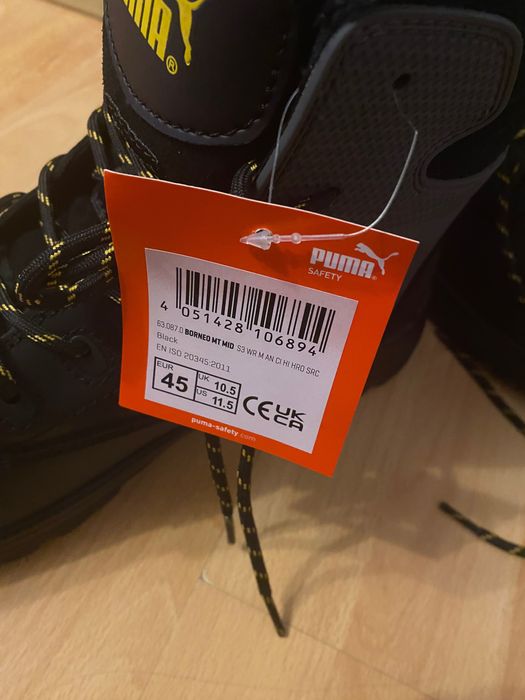 PUMA®
PUMA®
SAFETY
4 051428 106894
63.087.0 BORNEO MT MID S3 WR M AN CI HI HRO SRC
Black
EN ISO 20345:2011
EUR
45
UK 10.5
US 11.5
CE UK
CA
puma-safety.com